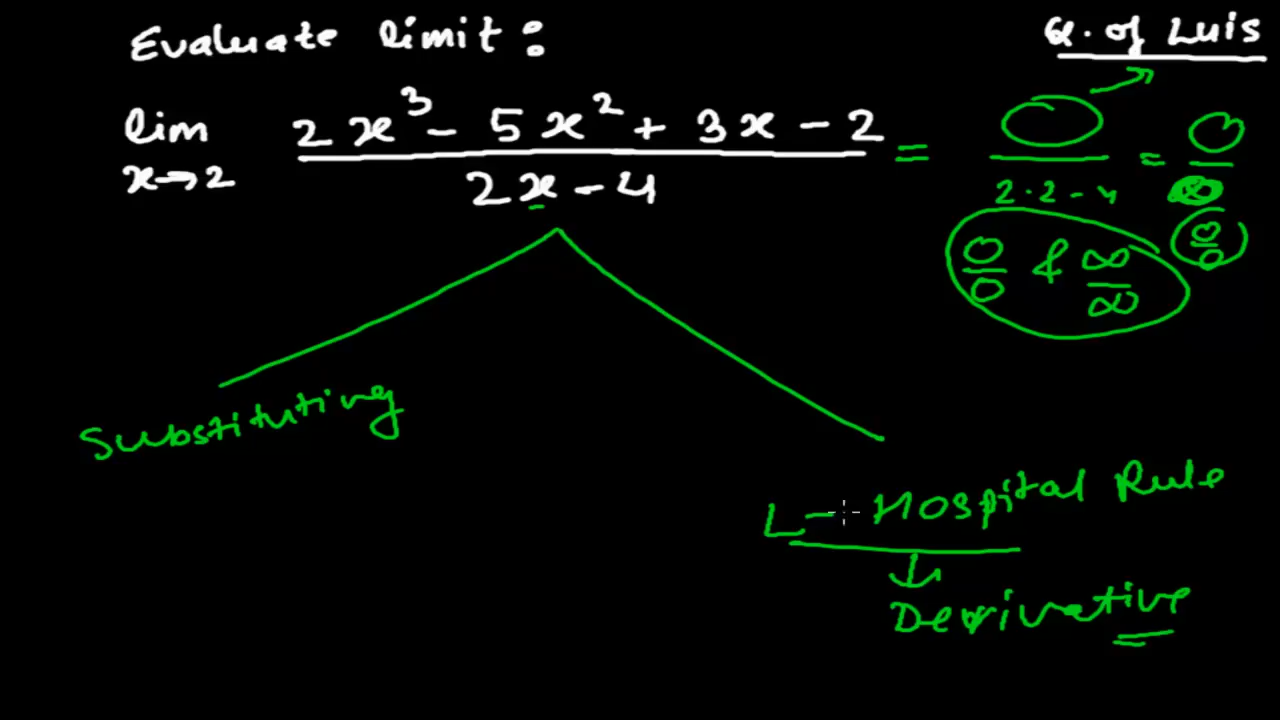 Evaluate limit:
Q. of Luis
lim x→2 (2x³ - 5x² + 3x - 2)/(2x - 4) = /(2·2-4) = 0/
0/0
0/0 & ∞/∞
Substituting
L-Hospital Rule
↓
Derivative